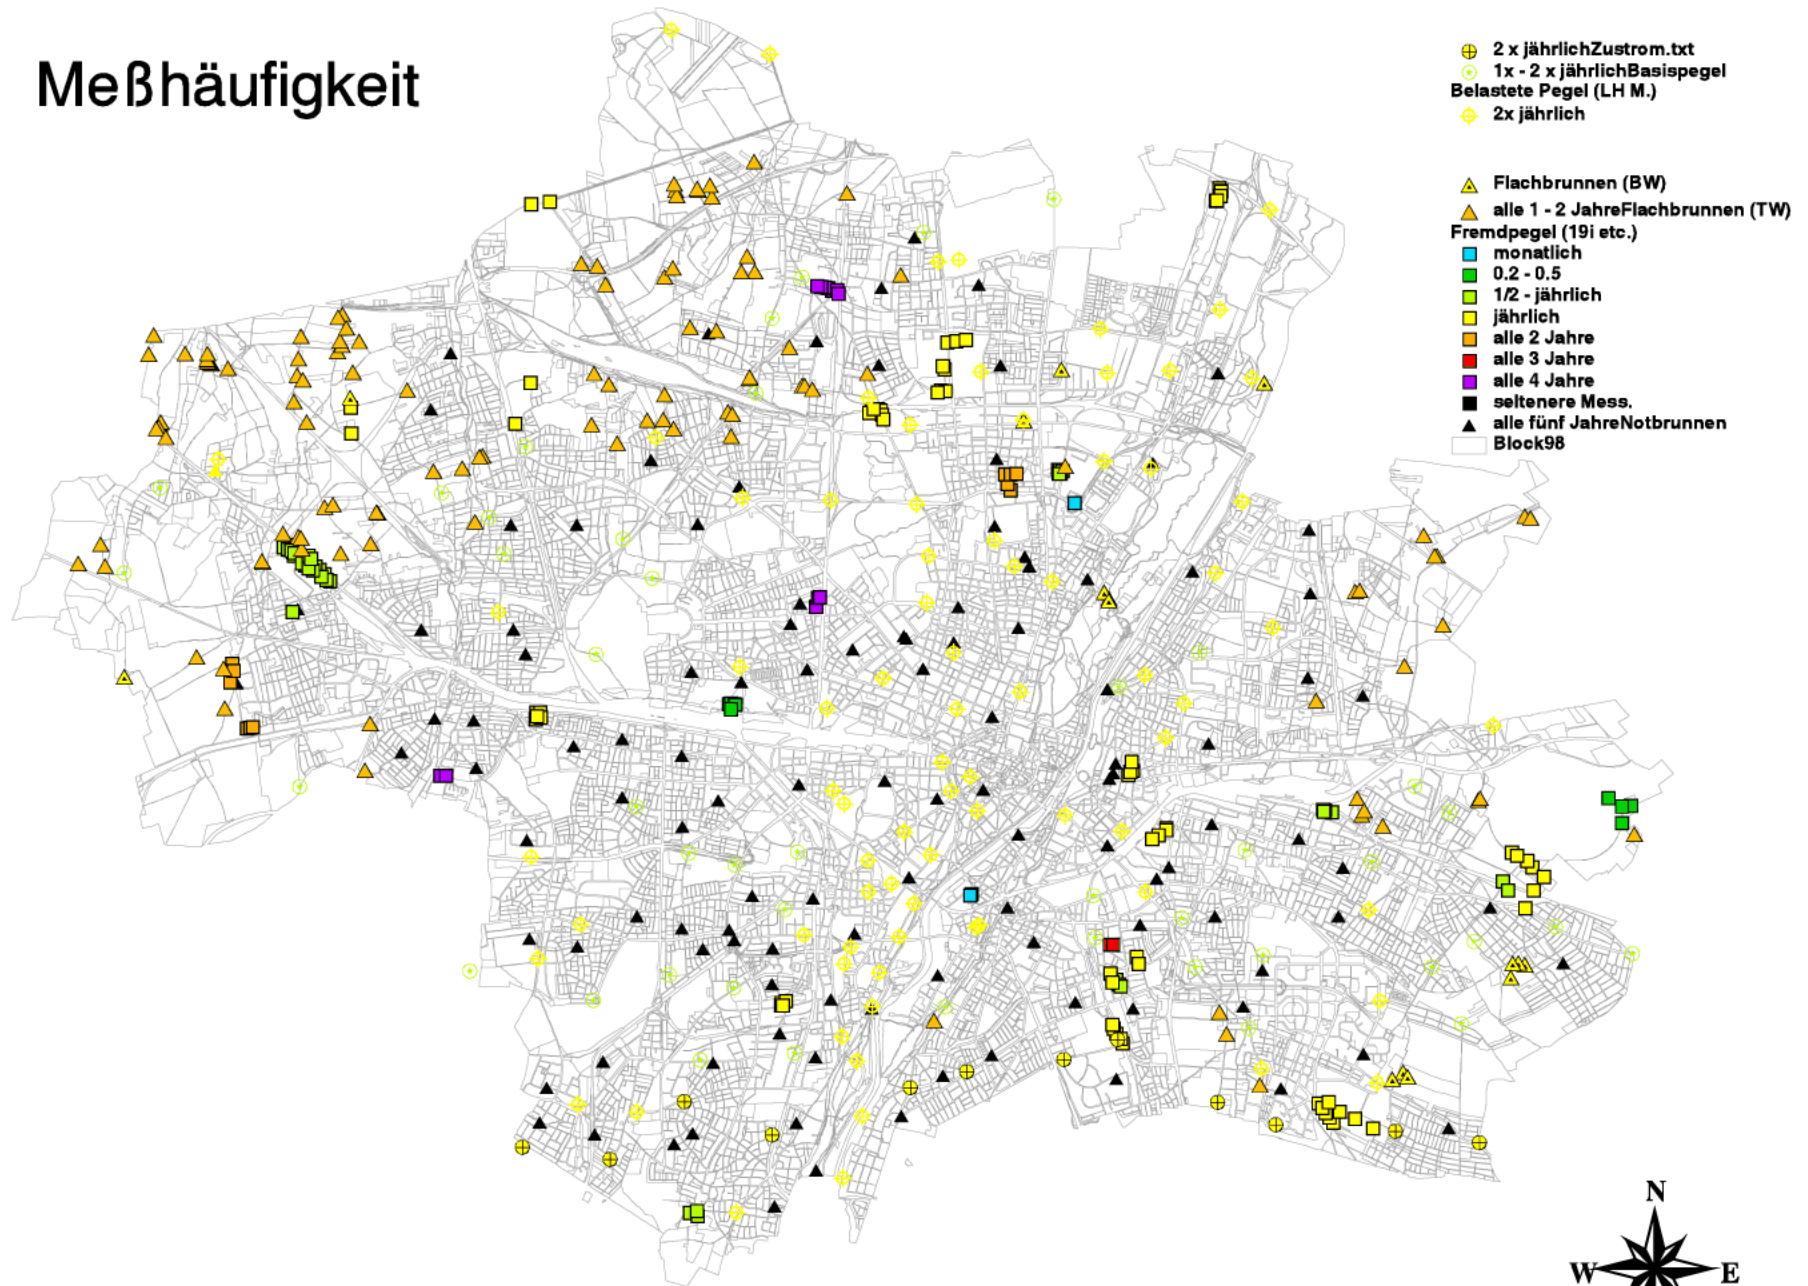 Meßhäufigkeit
2 x jährlichZustrom.txt
1x - 2 x jährlichBasispegel
Belastete Pegel (LH M.)
2x jährlich
Flachbrunnen (BW)
alle 1 - 2 JahreFlachbrunnen (TW)
Fremdpegel (19i etc.)
monatlich
0.2 - 0.5
1/2 - jährlich
jährlich
alle 2 Jahre
alle 3 Jahre
alle 4 Jahre
seltenere Mess.
alle fünf JahreNotbrunnen
Block98
N
W E